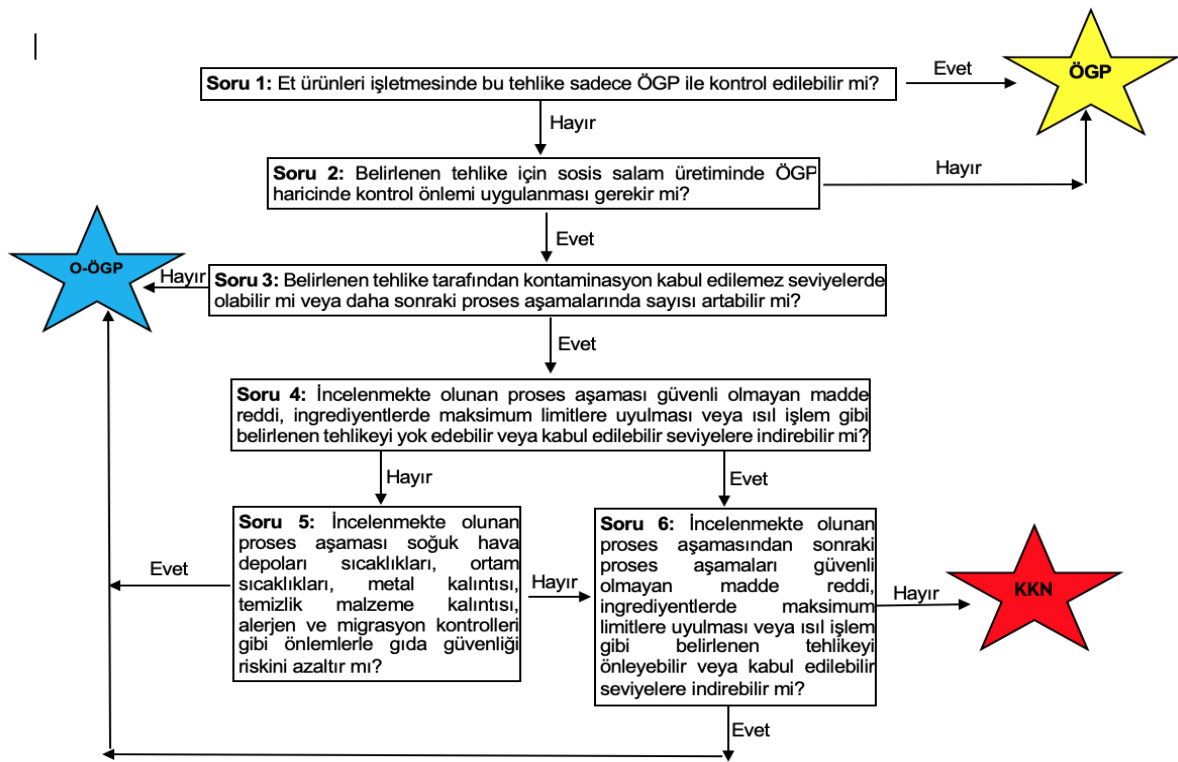 ÖGP
Evet
Soru 1: Et ürünleri işletmesinde bu tehlike sadece ÖGP ile kontrol edilebilir mi?
Hayır
Soru 2: Belirlenen tehlike için sosis salam üretiminde ÖGP
haricinde kontrol önlemi uygulanması gerekir mi?
Hayır
Evet
O-ÖGP
Hayır
Soru 3: Belirlenen tehlike tarafından kontaminasyon kabul edilemez seviyelerde
olabilir mi veya daha sonraki proses aşamalarında sayısı artabilir mi?
Evet
Soru 4: İncelenmekte olunan proses aşaması güvenli olmayan madde
reddi, ingrediyentlerde maksimum limitlere uyulması veya ısıl işlem gibi
belirlenen tehlikeyi yok edebilir veya kabul edilebilir seviyelere indirebilir mi?
Hayır
Evet
Soru 5: İncelenmekte olunan
proses aşaması soğuk hava
depoları sıcaklıkları, ortam
sıcaklıkları, metal kalıntısı,
temizlik malzeme kalıntısı,
alerjen ve migrasyon kontrolleri
gibi önlemlerle gıda güvenliği
riskini azaltır mı?
Evet
Hayır
Soru 6: İncelenmekte olunan
proses aşamasından sonraki
proses aşamaları güvenli
olmayan madde reddi,
ingrediyentlerde maksimum
limitlere uyulması veya ısıl işlem
gibi belirlenen tehlikeyi
önleyebilir veya kabul edilebilir
seviyelere indirebilir mi?
Hayır
KKN
Evet